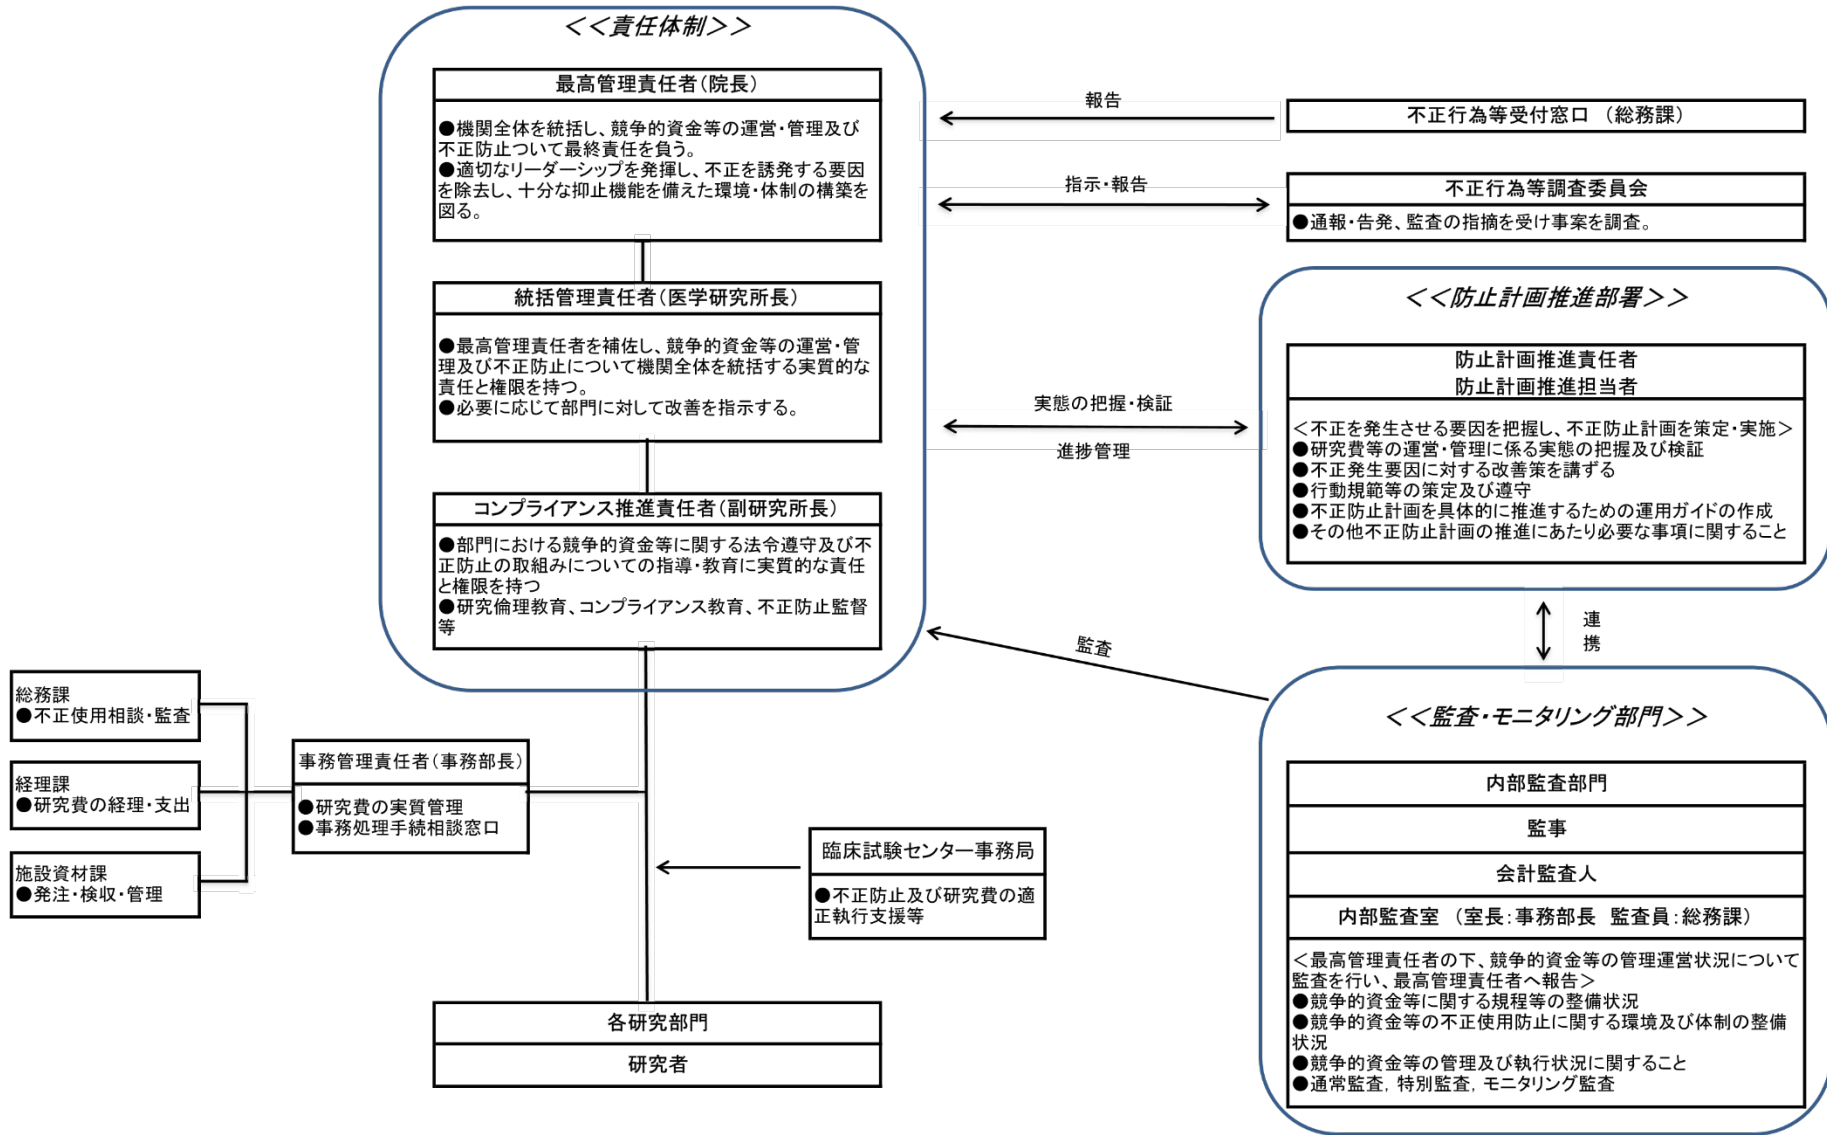 <<責任体制>>
最高管理責任者(院長)
●機関全体を統括し、競争的資金等の運営・管理及び
不正防止ついて最終責任を負う。
●適切なリーダーシップを発揮し、不正を誘発する要因
を除去し、十分な抑止機能を備えた環境・体制の構築を
図る。
統括管理責任者(医学研究所長)
●最高管理責任者を補佐し、競争的資金等の運営・管
理及び不正防止について機関全体を統括する実質的な
責任と権限を持つ。
●必要に応じて部門に対して改善を指示する。
コンプライアンス推進責任者(副研究所長)
●部門における競争的資金等に関する法令遵守及び不
正防止の取組みについての指導・教育に実質的な責任
と権限を持つ
●研究倫理教育、コンプライアンス教育、不正防止監督
等
報告
不正行為等受付窓口 (総務課)
指示・報告
不正行為等調査委員会
●通報・告発、監査の指摘を受け事案を調査。
<<防止計画推進部署>>
防止計画推進責任者
防止計画推進担当者
<不正を発生させる要因を把握し、不正防止計画を策定・実施>
●研究費等の運営・管理に係る実態の把握及び検証
●不正発生要因に対する改善策を講ずる
●行動規範等の策定及び遵守
●不正防止計画を具体的に推進するための運用ガイドの作成
●その他不正防止計画の推進にあたり必要な事項に関すること
実態の把握・検証
進捗管理
連
携
監査
<<監査・モニタリング部門>>
内部監査部門
監事
会計監査人
内部監査室 (室長:事務部長 監査員:総務課)
<最高管理責任者の下、競争的資金等の管理運営状況について
監査を行い、最高管理責任者へ報告>
●競争的資金等に関する規程等の整備状況
●競争的資金等の不正使用防止に関する環境及び体制の整備
状況
●競争的資金等の管理及び執行状況に関すること
●通常監査, 特別監査, モニタリング監査
総務課
●不正使用相談・監査
経理課
●研究費の経理・支出
施設資材課
●発注・検収・管理
事務管理責任者(事務部長)
●研究費の実質管理
●事務処理手続相談窓口
臨床試験センター事務局
●不正防止及び研究費の適
正執行支援等
各研究部門
研究者